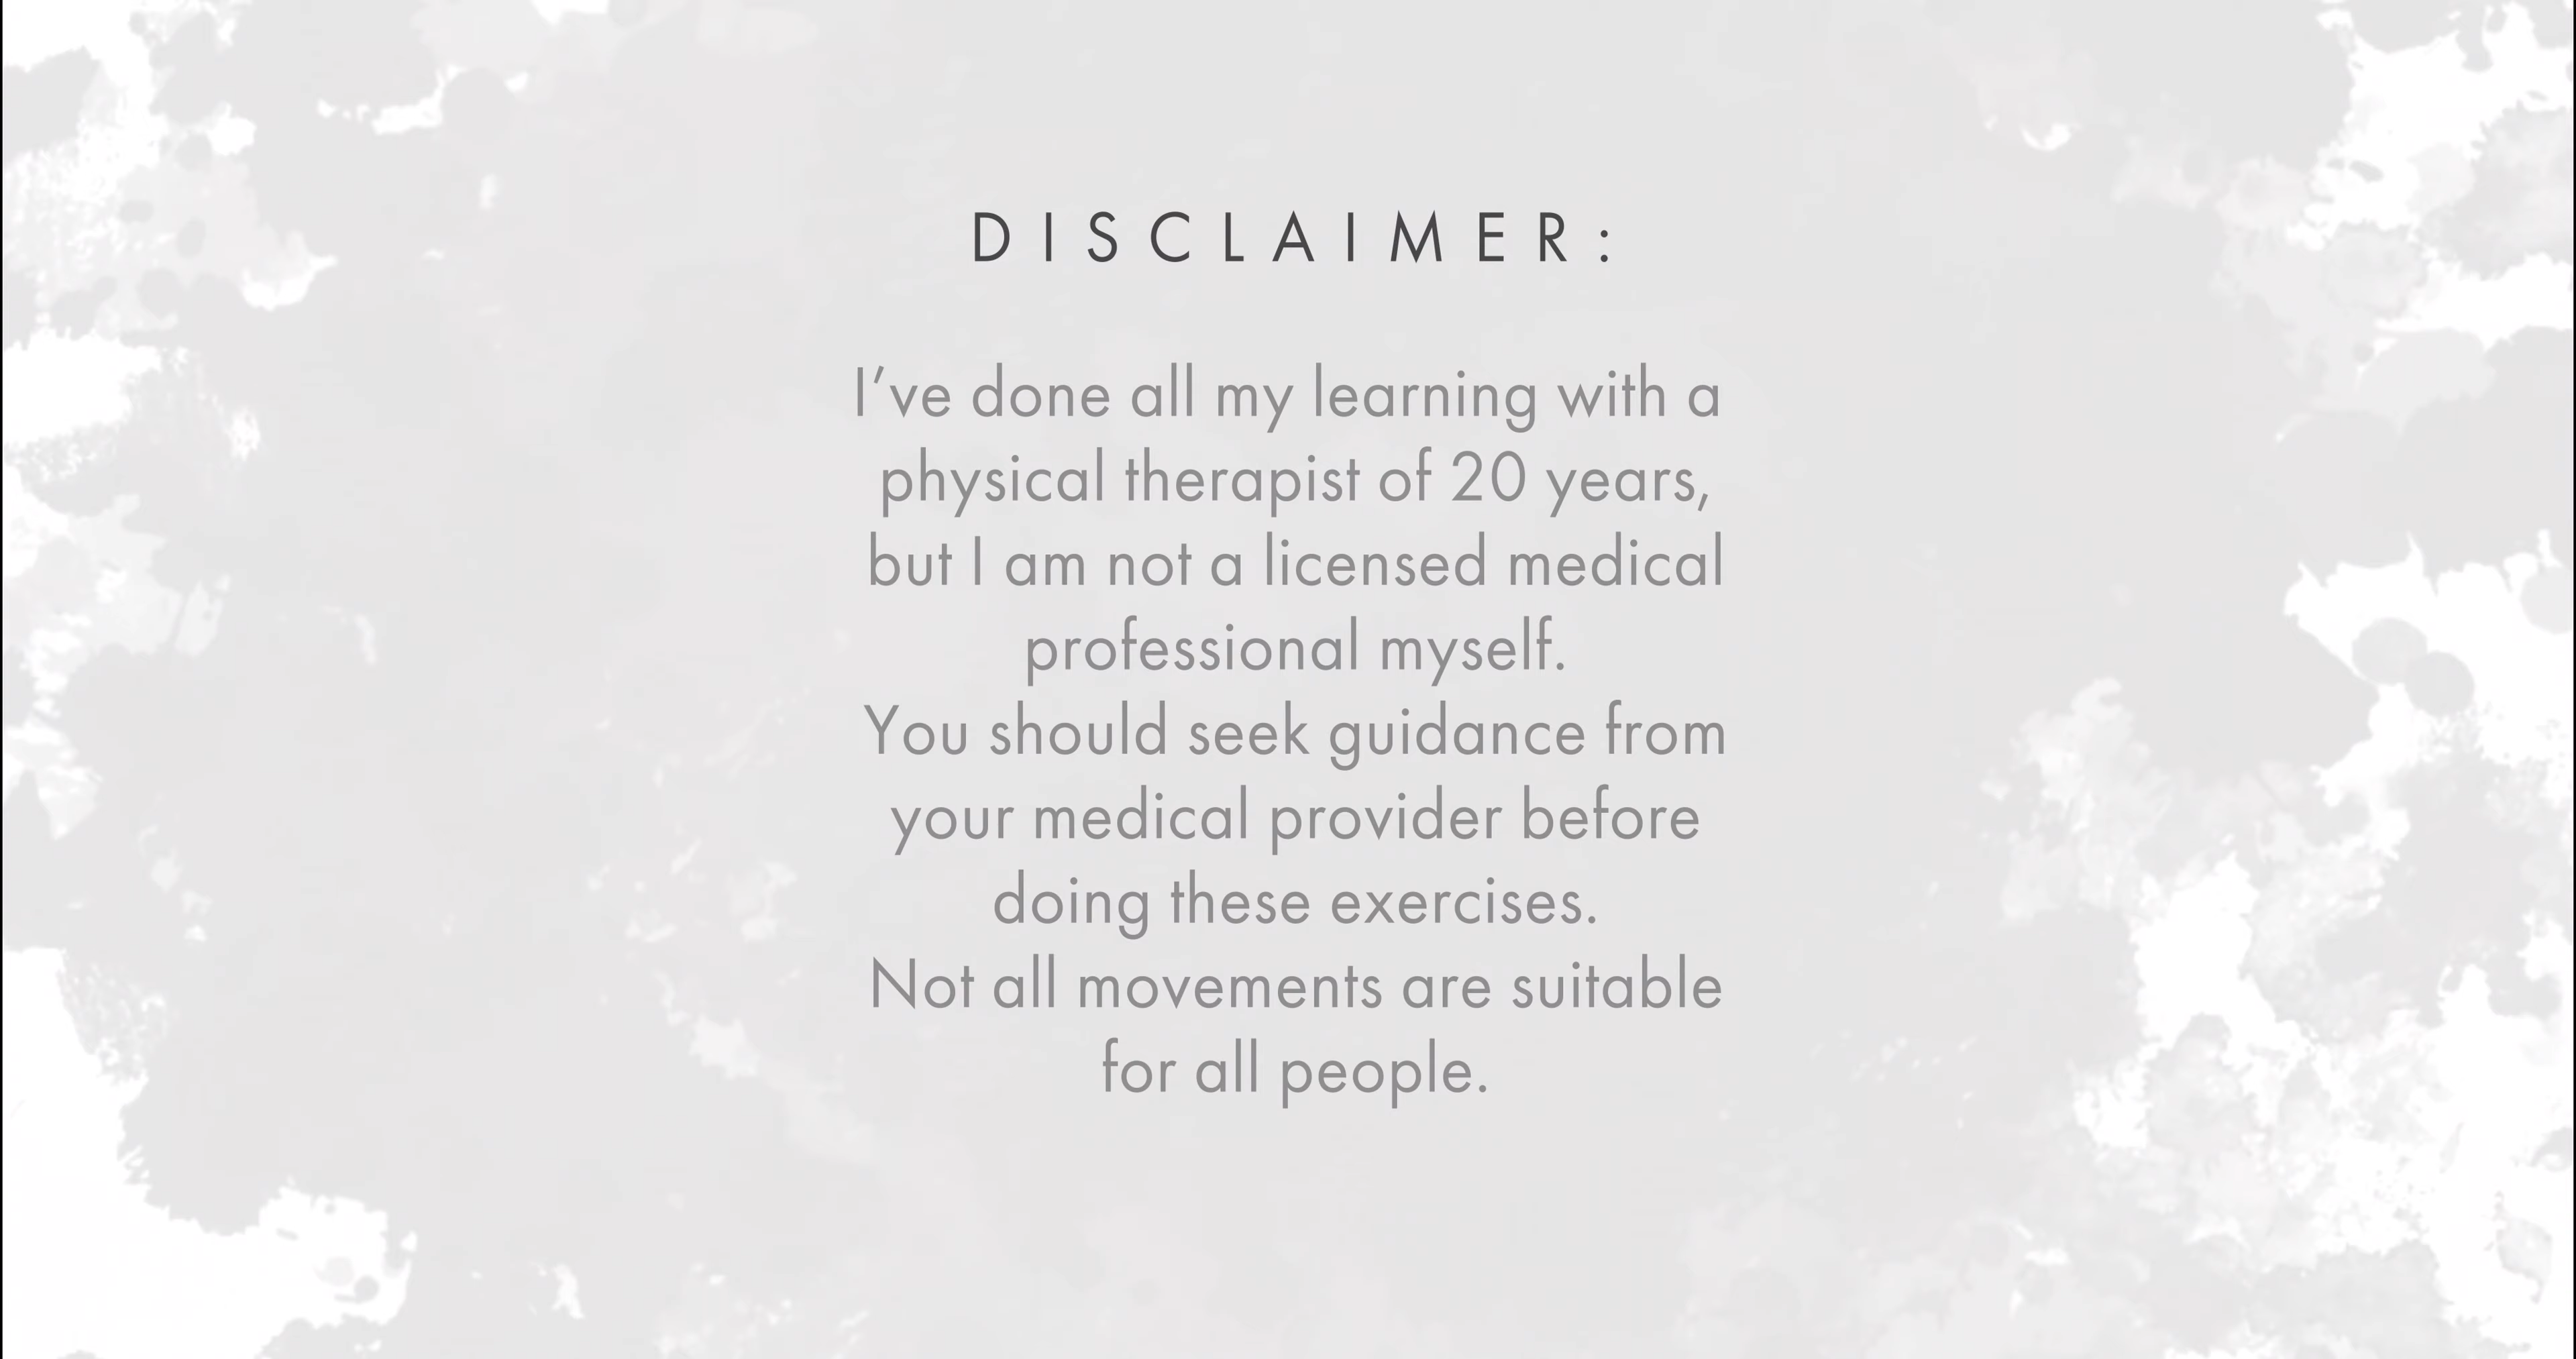 DISCLAIMER:
I’ve done all my learning with a
physical therapist of 20 years,
but I am not a licensed medical
professional myself.
You should seek guidance from
your medical provider before
doing these exercises.
Not all movements are suitable
for all people.